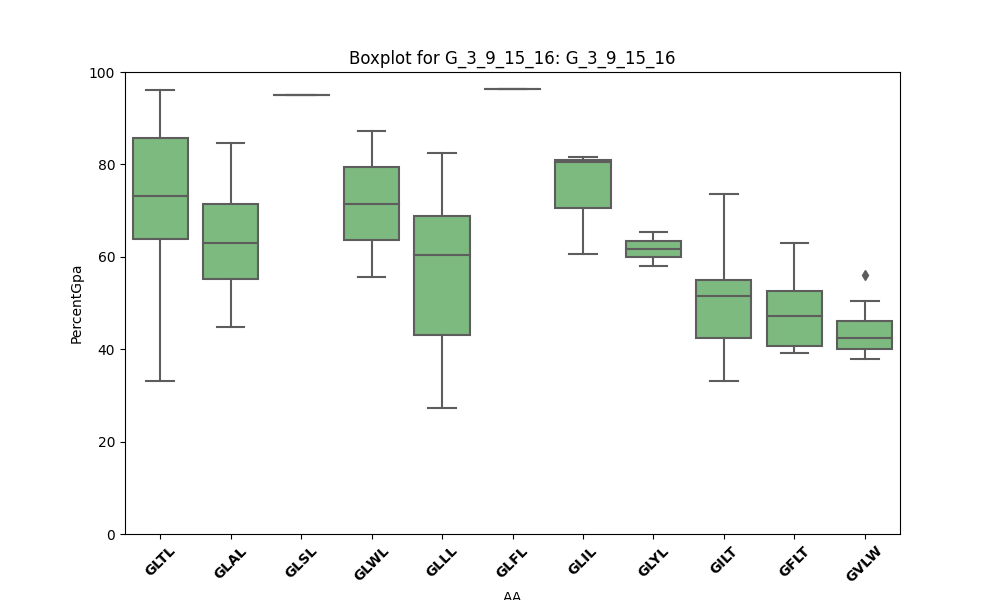 Boxplot for G_3_9_15_16: G_3_9_15_16
PercentGpa
100
80
60
40
20
0
GLTL
GLAL
GLSL
GLWL
GLLL
GLFL
GLIL
GLYL
GILT
GFLT
GVLW
AA